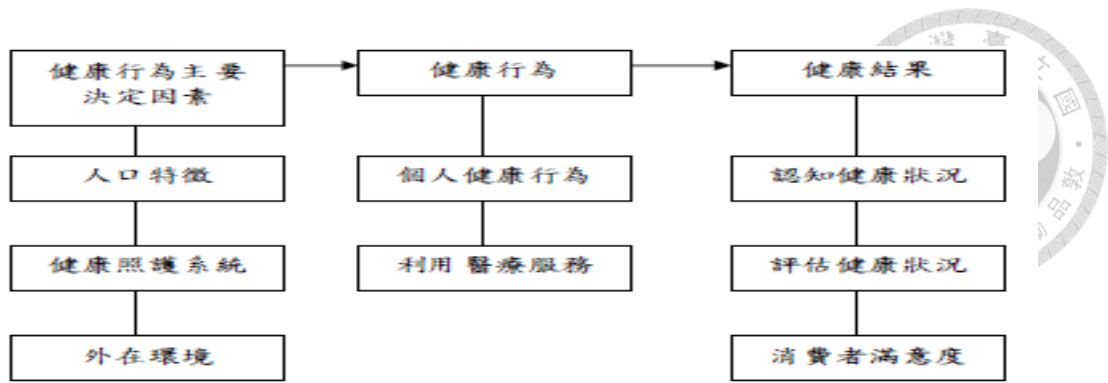 健康行為主要
決定因素
健康行為
健康結果
人口特徵
個人健康行為
認知健康狀況
健康照護系統
利用醫療服務
評估健康狀況
外在環境
消費者滿意度